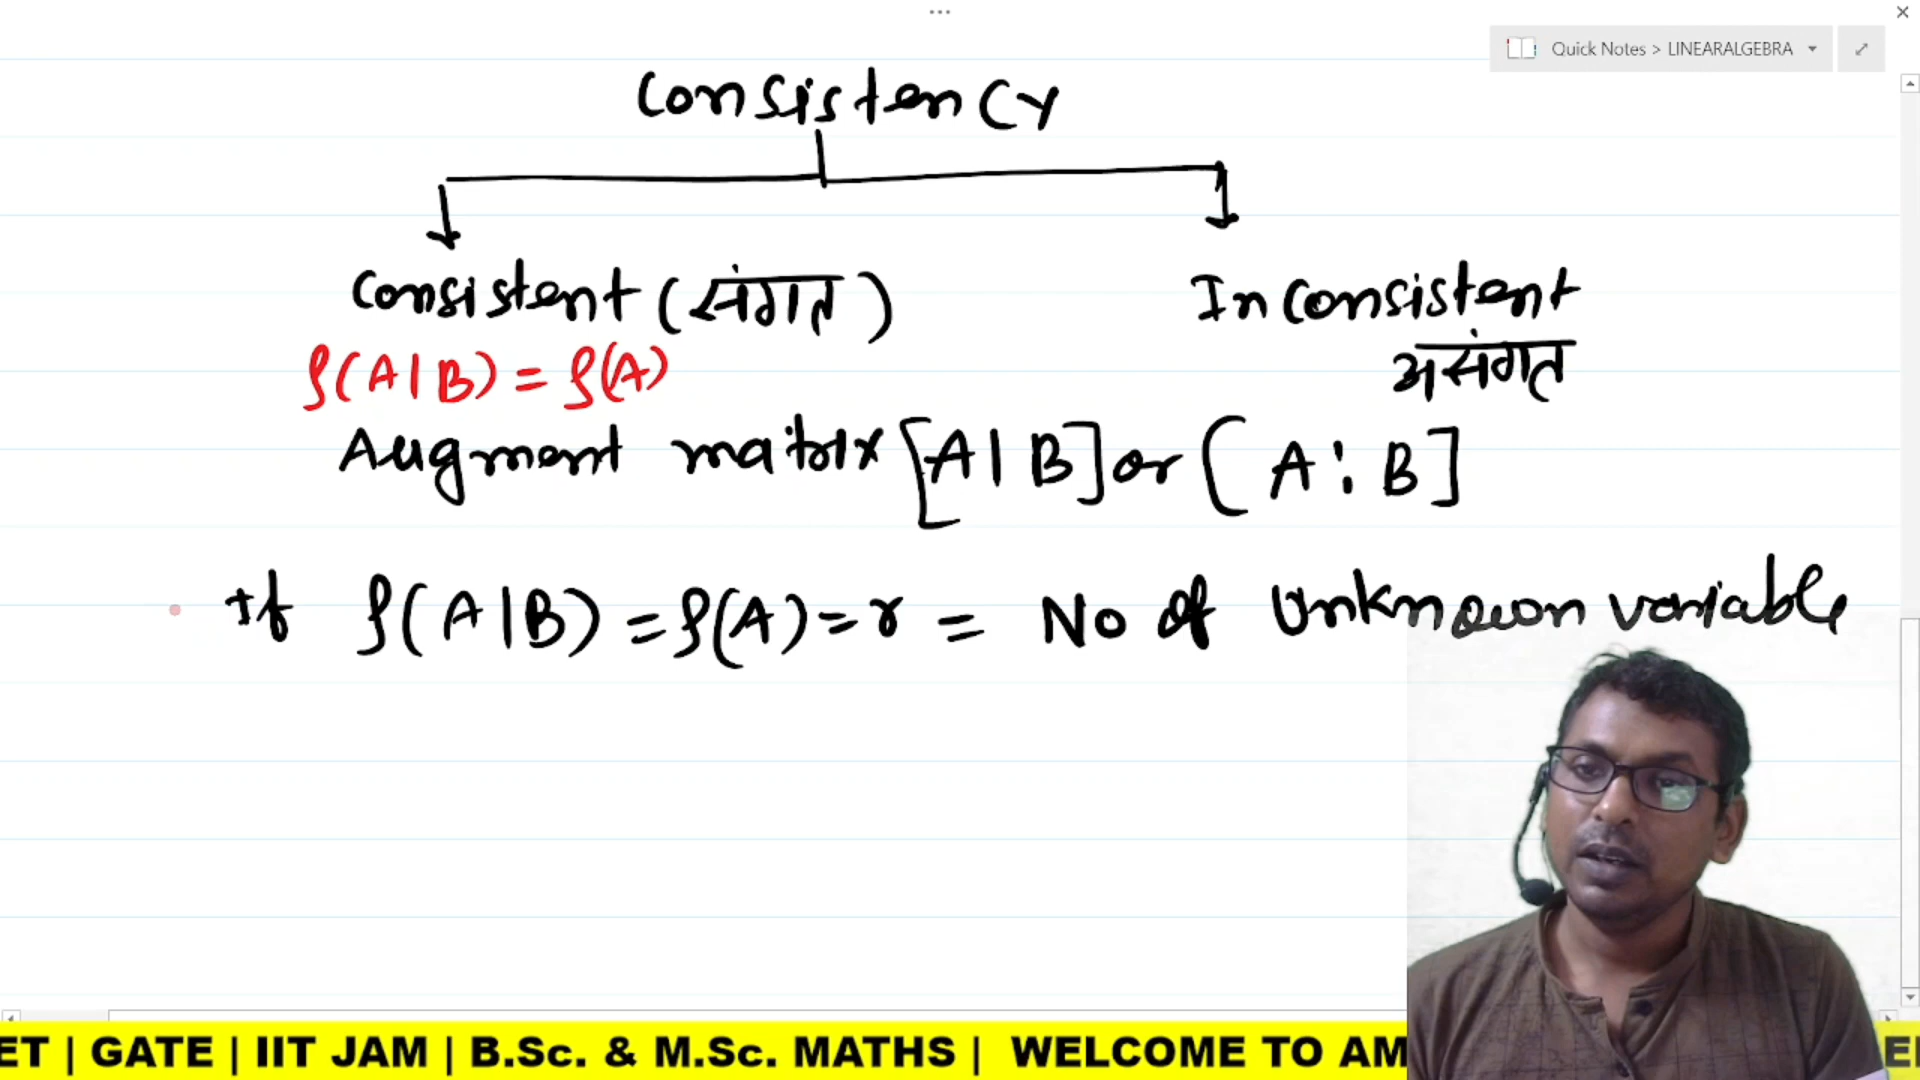 Quick Notes > LINEARALGEBRA
Consistency
Consistent (संगत)
Inconsistent
असंगत
ρ(A|B) = ρ(A)
Augment matrix [A|B] or [A:B]
If ρ(A|B) = ρ(A) = r = No of Unknown variable
ET | GATE | IIT JAM | B.Sc. & M.Sc. MATHS | WELCOME TO AM